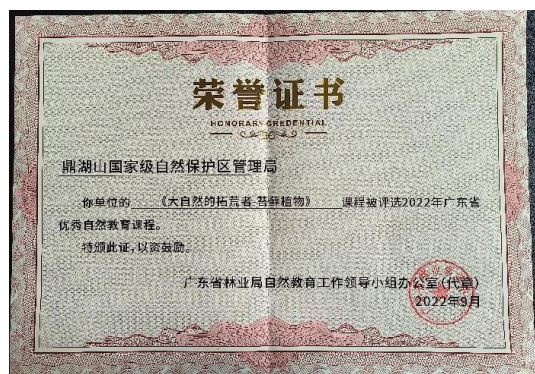 荣誉证书
HONORARY CREDENTIAL
鼎湖山国家级自然保护区管理局
你单位的 《大自然的拓荒者-苔藓植物》 课程被评选2022年广东省
优秀自然教育课程。
特颁此证,以资鼓励。
广东省林业局自然教育工作领导小组办公室(代章)
2022年9月